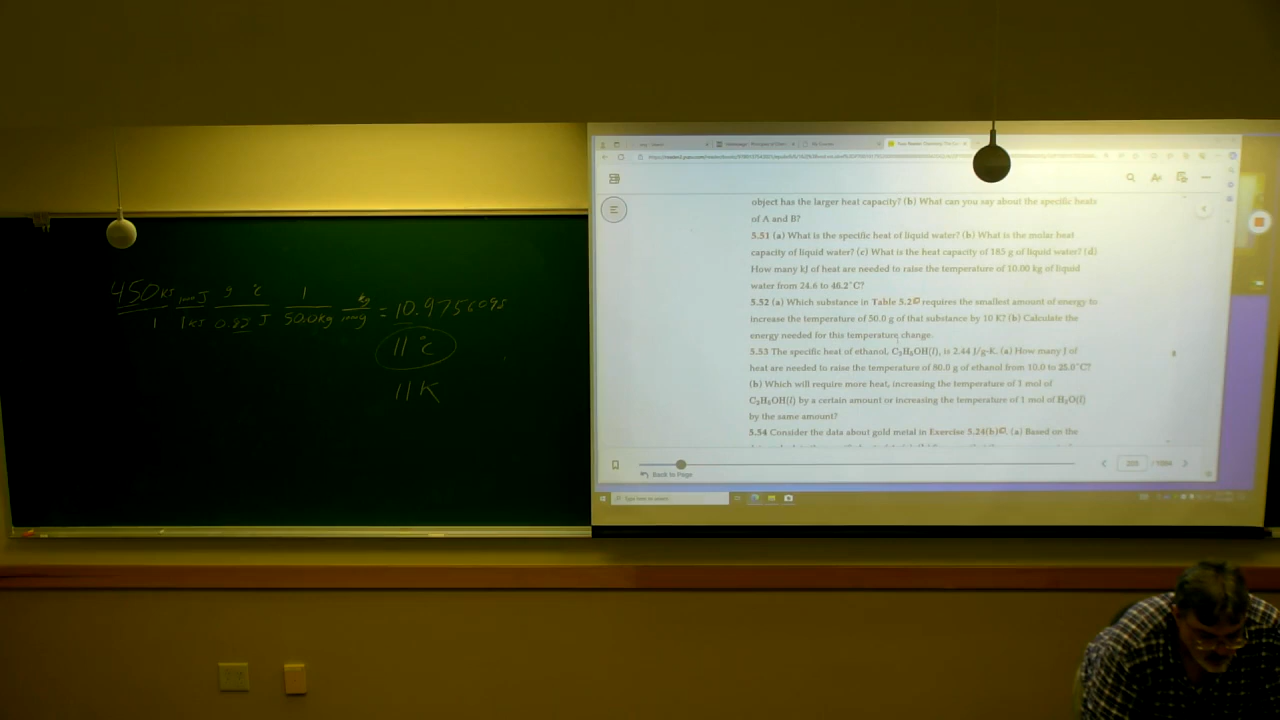 450 KJ 1000 J g °C 1 kg = 10.9756095
1 1 KJ 0.82 J 50.0 kg 1000 g
11 °C
11 K
object has the larger heat capacity? (b) What can you say about the specific heats
of A and B?
5.51 (a) What is the specific heat of liquid water? (b) What is the molar heat
capacity of liquid water? (c) What is the heat capacity of 185 g of liquid water? (d)
How many kJ of heat are needed to raise the temperature of 10.00 kg of liquid
water from 24.6 to 46.2°C?
5.52 (a) Which substance in Table 5.2 requires the smallest amount of energy to
increase the temperature of 50.0 g of that substance by 10 K? (b) Calculate the
energy needed for this temperature change.
5.53 The specific heat of ethanol, C₂H₅OH(l), is 2.44 J/g-K. (a) How many J of
heat are needed to raise the temperature of 80.0 g of ethanol from 10.0 to 25.0°C?
(b) Which will require more heat, increasing the temperature of 1 mol of
C₂H₅OH(l) by a certain amount or increasing the temperature of 1 mol of H₂O(l)
by the same amount?
5.54 Consider the data about gold metal in Exercise 5.24(b). (a) Based on the
Back to Page